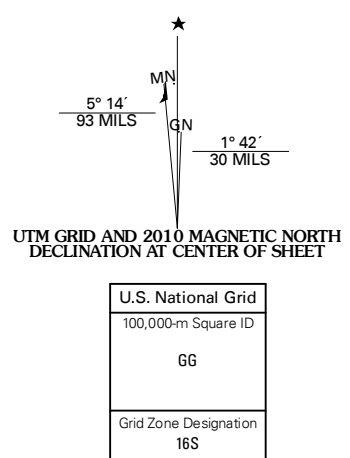 MN
GN
5° 14´
93 MILS
1° 42´
30 MILS
UTM GRID AND 2010 MAGNETIC NORTH
DECLINATION AT CENTER OF SHEET
U.S. National Grid
100,000-m Square ID
GG
Grid Zone Designation
16S